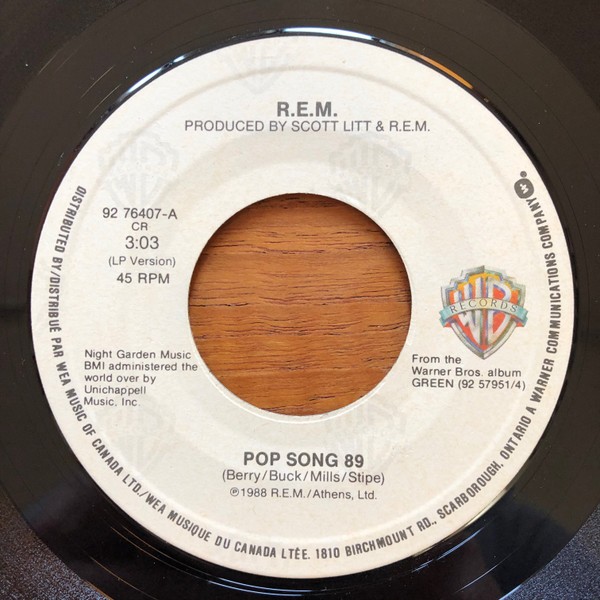 R.E.M.
PRODUCED BY SCOTT LITT & R.E.M.
92 76407-A
CR
3:03
(LP Version)
45 RPM
WB
RECORDS
Night Garden Music
BMI administered the
world over by
Unichappell
Music, Inc.
From the
Warner Bros. album
GREEN (92 57951/4)
POP SONG 89
(Berry/Buck/Mills/Stipe)
℗1988 R.E.M./Athens, Ltd.
DISTRIBUTED BY/DISTRIBUÉ PAR WEA MUSIC OF CANADA LTD./WEA MUSIQUE DU CANADA LTÉE. 1810 BIRCHMOUNT RD., SCARBOROUGH, ONTARIO A WARNER COMMUNICATIONS COMPANY